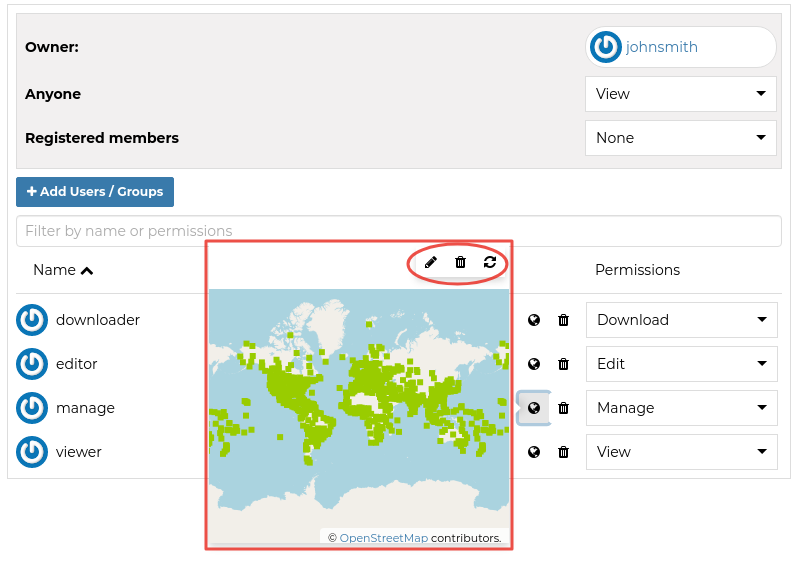 Owner:
johnsmith
Anyone
View
Registered members
None
+ Add Users / Groups
Filter by name or permissions
Name
Permissions
downloader
Download
editor
Edit
manage
Manage
viewer
View
© OpenStreetMap contributors.